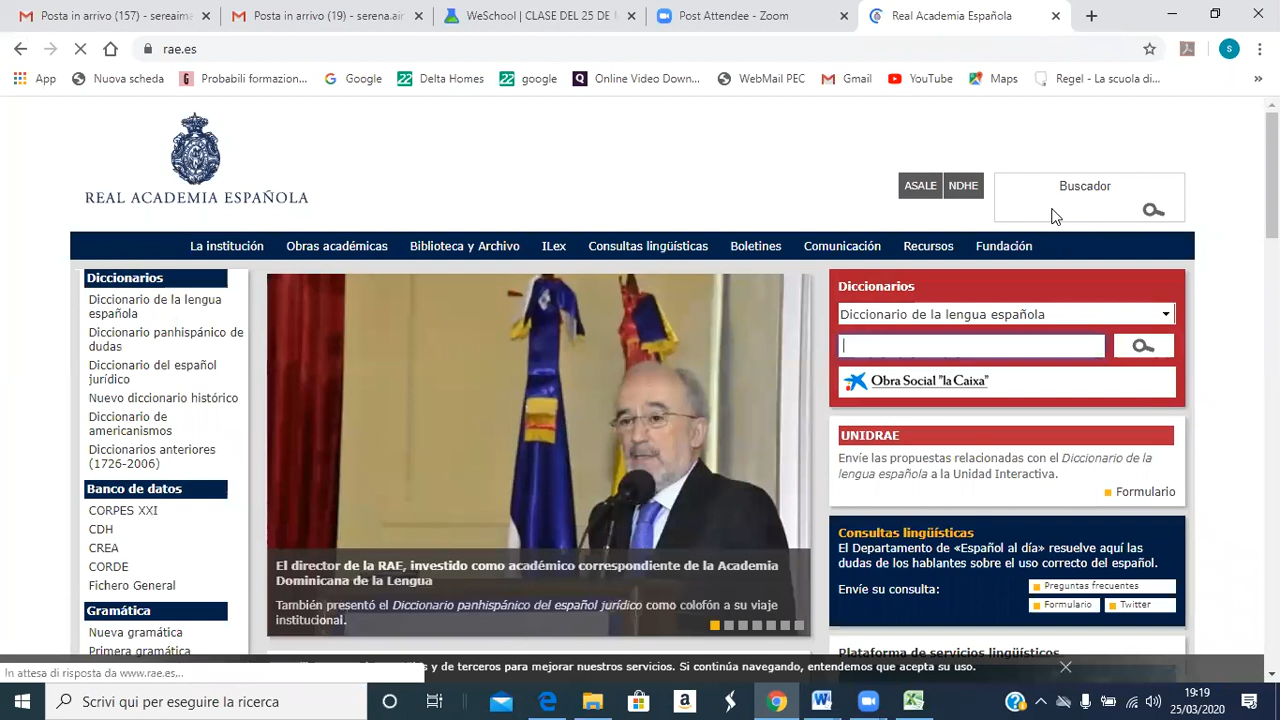 Posta in arrivo (157) - sereaime
Posta in arrivo (19) - serena.air
WeSchool | CLASE DEL 25 DE
Post Attendee - Zoom
Real Academia Española
rae.es
App
Nuova scheda
Probabili formazion...
Google
Delta Homes
google
Online Video Down...
WebMail PEC
Gmail
YouTube
Maps
Regel - La scuola di...
REAL ACADEMIA ESPAÑOLA
ASALE
NDHE
Buscador
La institución
Obras académicas
Biblioteca y Archivo
ILex
Consultas lingüísticas
Boletines
Comunicación
Recursos
Fundación
Diccionarios
Diccionario de la lengua
española
Diccionario panhispánico de
dudas
Diccionario del español
jurídico
Nuevo diccionario histórico
Diccionario de
americanismos
Diccionarios anteriores
(1726-2006)
Banco de datos
CORPES XXI
CDH
CREA
CORDE
Fichero General
Gramática
Nueva gramática
Primera gramática
El director de la RAE, investido como académico correspondiente de la Academia
Dominicana de la Lengua
También presentó el Diccionario panhispánico del español jurídico como colofón a su viaje
institucional.
Diccionarios
Diccionario de la lengua española
Obra Social "la Caixa"
UNIDRAE
Envíe las propuestas relacionadas con el Diccionario de la
lengua española a la Unidad Interactiva.
Formulario
Consultas lingüísticas
El Departamento de «Español al día» resuelve aquí las
dudas de los hablantes sobre el uso correcto del español.
Envíe su consulta:
Preguntas frecuentes
Formulario
Twitter
Plataforma de servicios lingüísticos
y de terceros para mejorar nuestros servicios. Si continúa navegando, entendemos que acepta su uso.
In attesa di risposta da www.rae.es...
Scrivi qui per eseguire la ricerca
19:19
25/03/2020